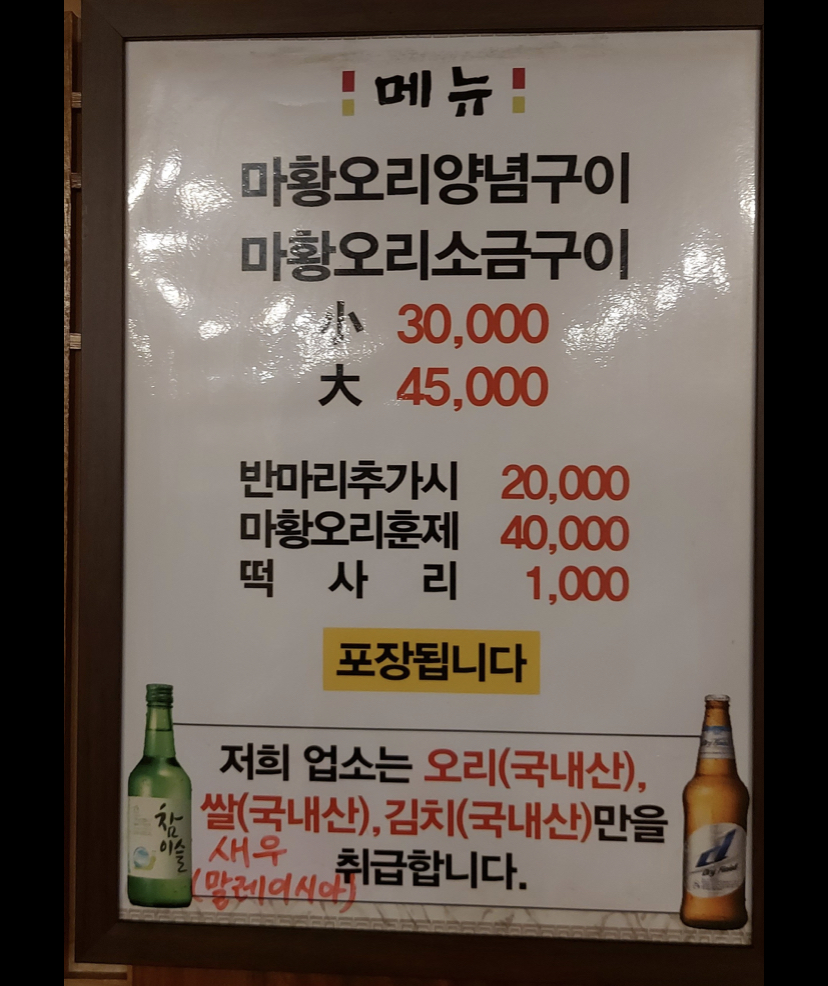 메뉴
마황오리양념구이
마황오리소금구이
小 30,000
大 45,000
반마리추가시 20,000
마황오리훈제 40,000
떡 사 리 1,000
포장됩니다
저희 업소는 오리(국내산),
쌀(국내산),김치(국내산)만을
취급합니다.
새우
(말레이시아)
참
이슬
d